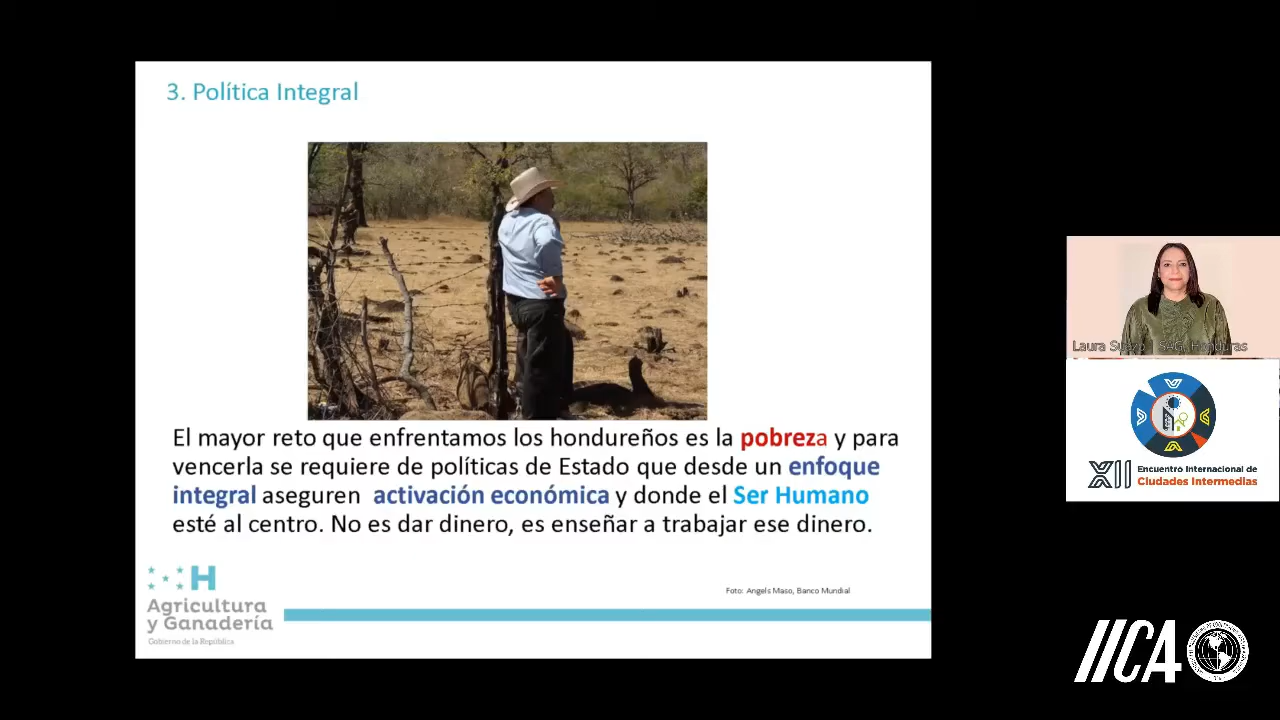 3. Política Integral
El mayor reto que enfrentamos los hondureños es la pobreza y para
vencerla se requiere de políticas de Estado que desde un enfoque
integral aseguren activación económica y donde el Ser Humano
esté al centro. No es dar dinero, es enseñar a trabajar ese dinero.
Foto: Angels Maso, Banco Mundial
H
Agricultura
y Ganadería
Gobierno de la República
Laura Suazo | SAG, Honduras
XII Encuentro Internacional de
Ciudades Intermedias
IICA